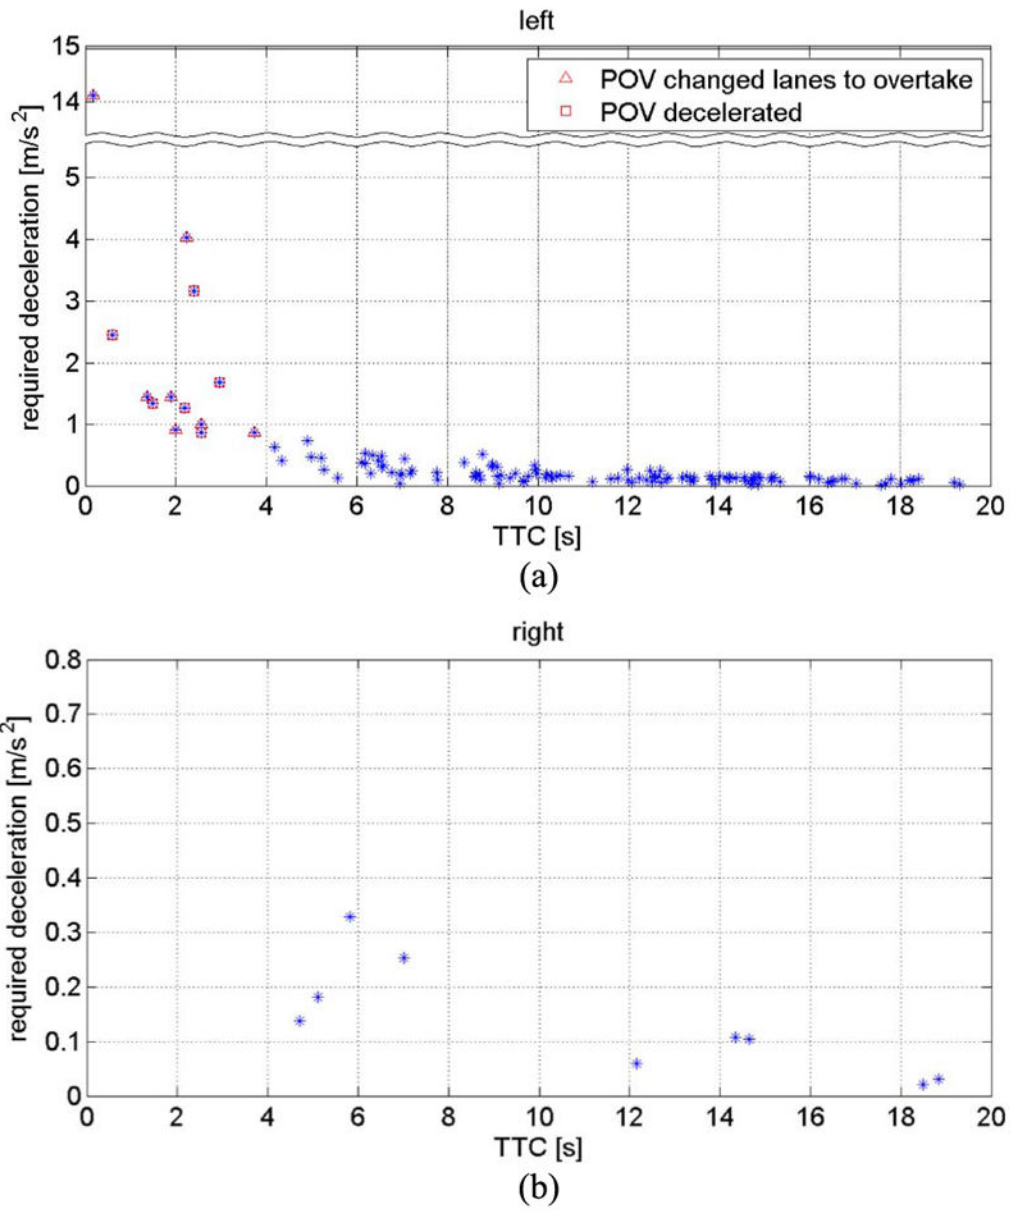 left
15
14
5
4
3
2
1
0
required deceleration [m/s²]
POV changed lanes to overtake
POV decelerated
0 2 4 6 8 10 12 14 16 18 20
TTC [s]
(a)
right
0.8
0.7
0.6
0.5
0.4
0.3
0.2
0.1
0
required deceleration [m/s²]
0 2 4 6 8 10 12 14 16 18 20
TTC [s]
(b)